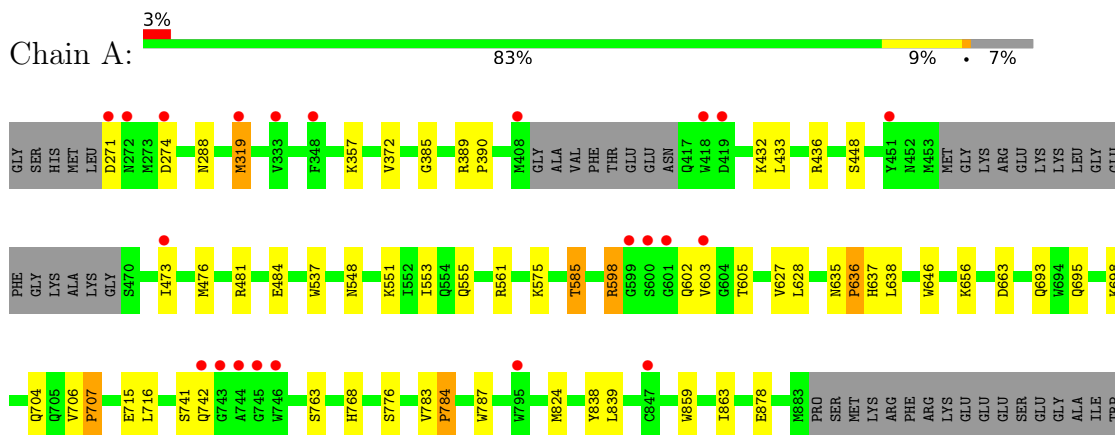 3%
Chain A:
83% 9% • 7%
GLY SER HIS MET LEU D271 N272 M273 D274 N288 M319 V333 F348 K357 V372 G385 R389 P390 M408 GLY ALA VAL PHE THR GLU GLU ASN Q417 W418 D419 K432 L433 R436 S448 Y451 N452 M453 MET GLY LYS ARG GLU LYS LYS LEU GLY GLU
PHE GLY LYS ALA LYS GLY S470 I473 M476 R481 E484 W537 N548 K551 I552 I553 Q554 Q555 R561 K575 T585 R598 G599 S600 G601 Q602 V603 G604 T605 V627 L628 N635 P636 H637 L638 W646 K656 D663 Q693 W694 Q695 K698
Q704 Q705 V706 P707 E715 L716 S741 Q742 G743 A744 G745 W746 S763 H768 S776 V783 P784 W787 W795 M824 Y838 L839 C847 W859 I863 E878 M883 PRO SER MET LYS ARG PHE ARG LYS GLU GLU GLU SER GLU GLY ALA ILE TRP